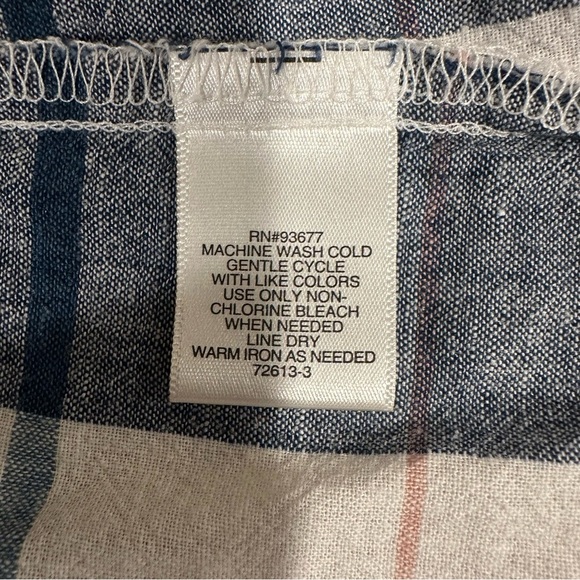 RN#93677
MACHINE WASH COLD
GENTLE CYCLE
WITH LIKE COLORS
USE ONLY NON-
CHLORINE BLEACH
WHEN NEEDED
LINE DRY
WARM IRON AS NEEDED
72613-3